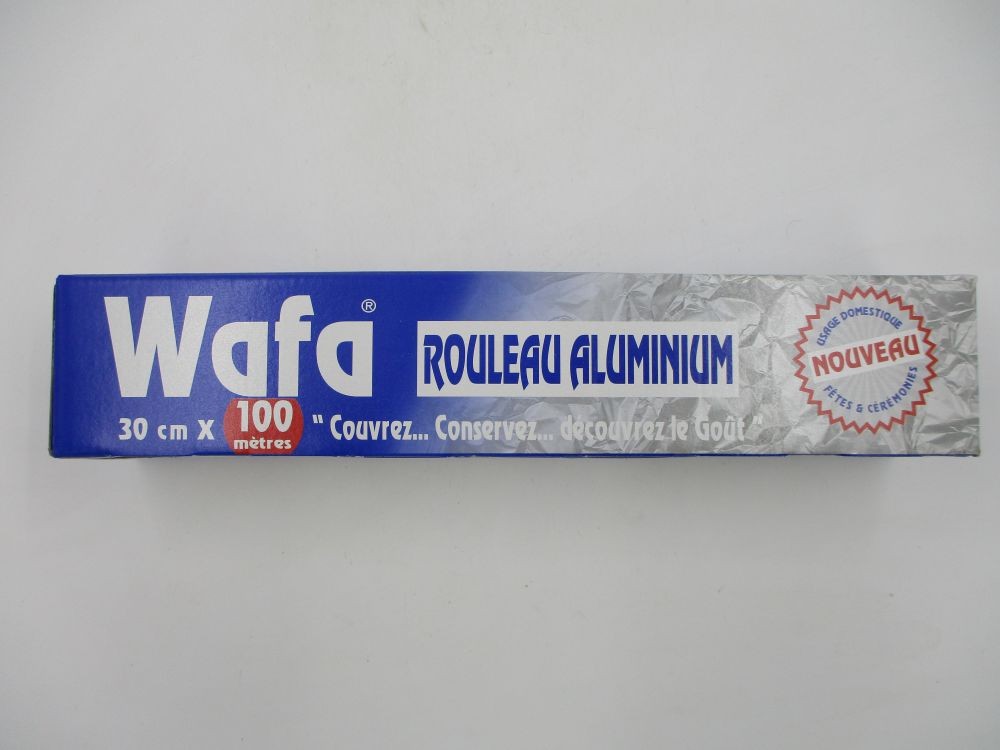 Wafa®
ROULEAU ALUMINIUM
30 cm X 100 mètres
" Couvrez... Conservez... découvrez le Goût "
USAGE DOMESTIQUE
NOUVEAU
FÊTES & CÉRÉMONIES